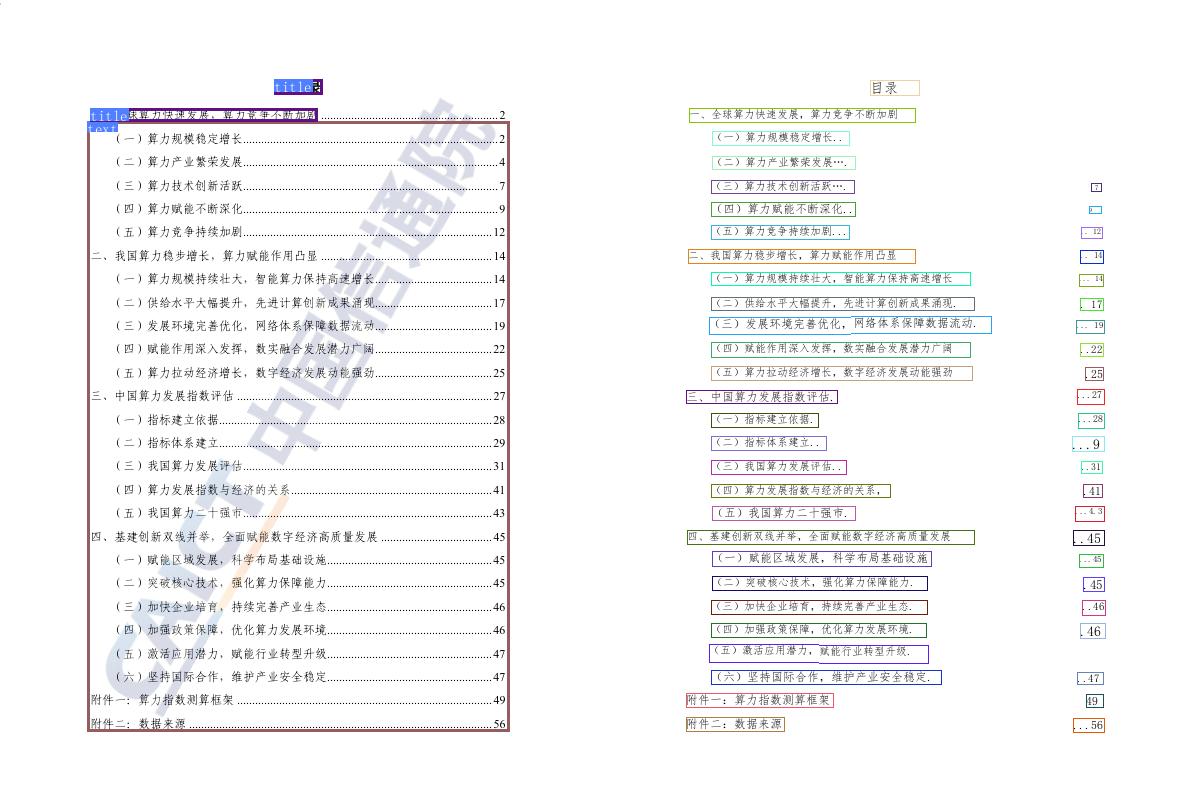 title录
title球算力快速发展，算力竞争不断加剧 ........ 2
text
（一）算力规模稳定增长........ 2
（二）算力产业繁荣发展........ 4
（三）算力技术创新活跃........ 7
（四）算力赋能不断深化........ 9
（五）算力竞争持续加剧........ 12
二、我国算力稳步增长，算力赋能作用凸显 ........ 14
（一）算力规模持续壮大，智能算力保持高速增长........ 14
（二）供给水平大幅提升，先进计算创新成果涌现........ 17
（三）发展环境完善优化，网络体系保障数据流动........ 19
（四）赋能作用深入发挥，数实融合发展潜力广阔........ 22
（五）算力拉动经济增长，数字经济发展动能强劲........ 25
三、中国算力发展指数评估 ........ 27
（一）指标建立依据........ 28
（二）指标体系建立........ 29
（三）我国算力发展评估........ 31
（四）算力发展指数与经济的关系........ 41
（五）我国算力二十强市........ 43
四、基建创新双线并举，全面赋能数字经济高质量发展 ........ 45
（一）赋能区域发展，科学布局基础设施........ 45
（二）突破核心技术，强化算力保障能力........ 45
（三）加快企业培育，持续完善产业生态........ 46
（四）加强政策保障，优化算力发展环境........ 46
（五）激活应用潜力，赋能行业转型升级........ 47
（六）坚持国际合作，维护产业安全稳定........ 47
附件一：算力指数测算框架 ........ 49
附件二：数据来源 ........ 56
CAICT 中国信通院
目录
一、全球算力快速发展，算力竞争不断加剧
（一）算力规模稳定增长..
（二）算力产业繁荣发展….
（三）算力技术创新活跃…. 7
（四）算力赋能不断深化..
（五）算力竞争持续加剧... .. 12
二、我国算力稳步增长，算力赋能作用凸显 .. 14
（一）算力规模持续壮大，智能算力保持高速增长 ... 14
（二）供给水平大幅提升，先进计算创新成果涌现. . 17
（三）发展环境完善优化，网络体系保障数据流动. ... 19
（四）赋能作用深入发挥，数实融合发展潜力广阔 ..22
（五）算力拉动经济增长，数字经济发展动能强劲 .25
三、中国算力发展指数评估. ...27
（一）指标建立依据. ...28
（二）指标体系建立.. ...9
（三）我国算力发展评估.. ..31
（四）算力发展指数与经济的关系， .41
（五）我国算力二十强市. ...4.3
四、基建创新双线并举，全面赋能数字经济高质量发展 ..45
（一）赋能区域发展，科学布局基础设施 ...45
（二）突破核心技术，强化算力保障能力. .45
（三）加快企业培育，持续完善产业生态. ..46
（四）加强政策保障，优化算力发展环境. .46
（五）激活应用潜力，赋能行业转型升级.
（六）坚持国际合作，维护产业安全稳定. ..47
附件一：算力指数测算框架 49
附件二：数据来源 ...56